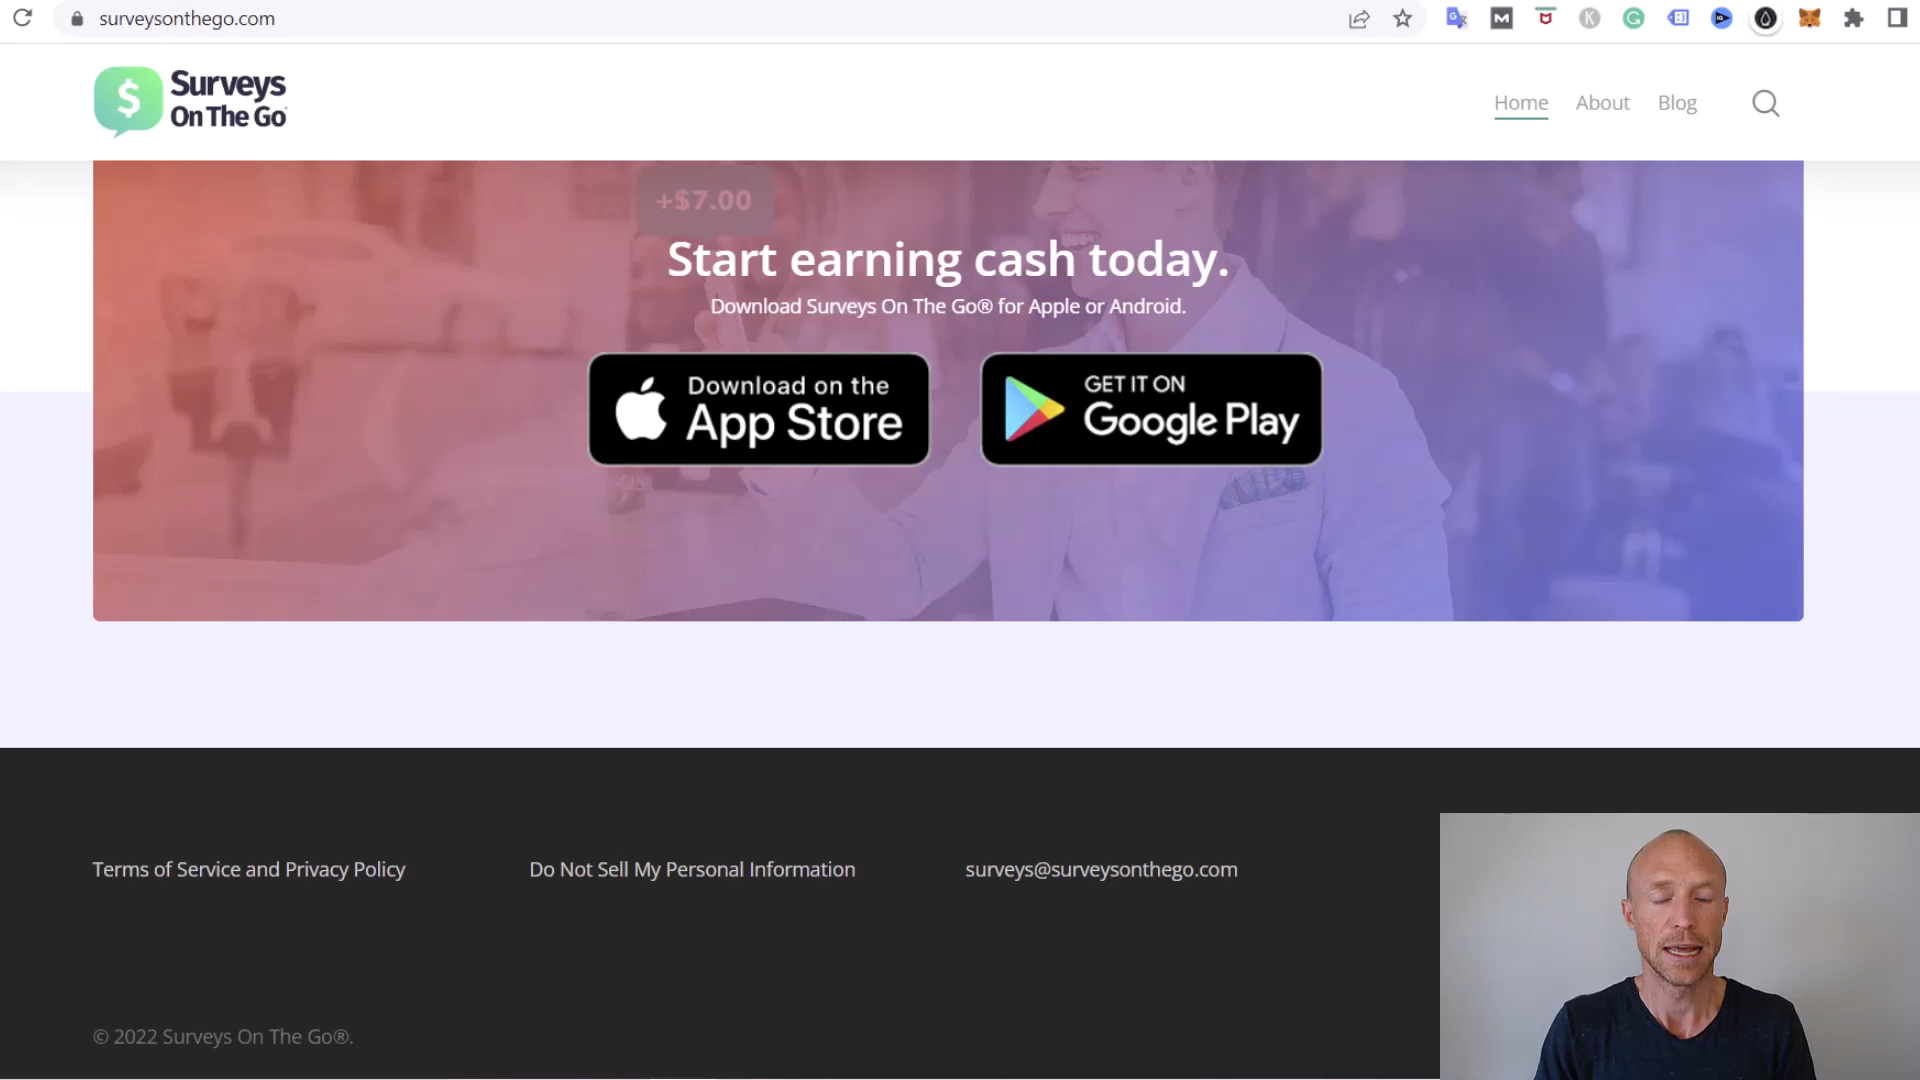 surveysonthego.com
Surveys
On The Go
Home About Blog
+$7.00
Start earning cash today.
Download Surveys On The Go® for Apple or Android.
Download on the
App Store
GET IT ON
Google Play
Terms of Service and Privacy Policy
Do Not Sell My Personal Information
surveys@surveysonthego.com
© 2022 Surveys On The Go®.